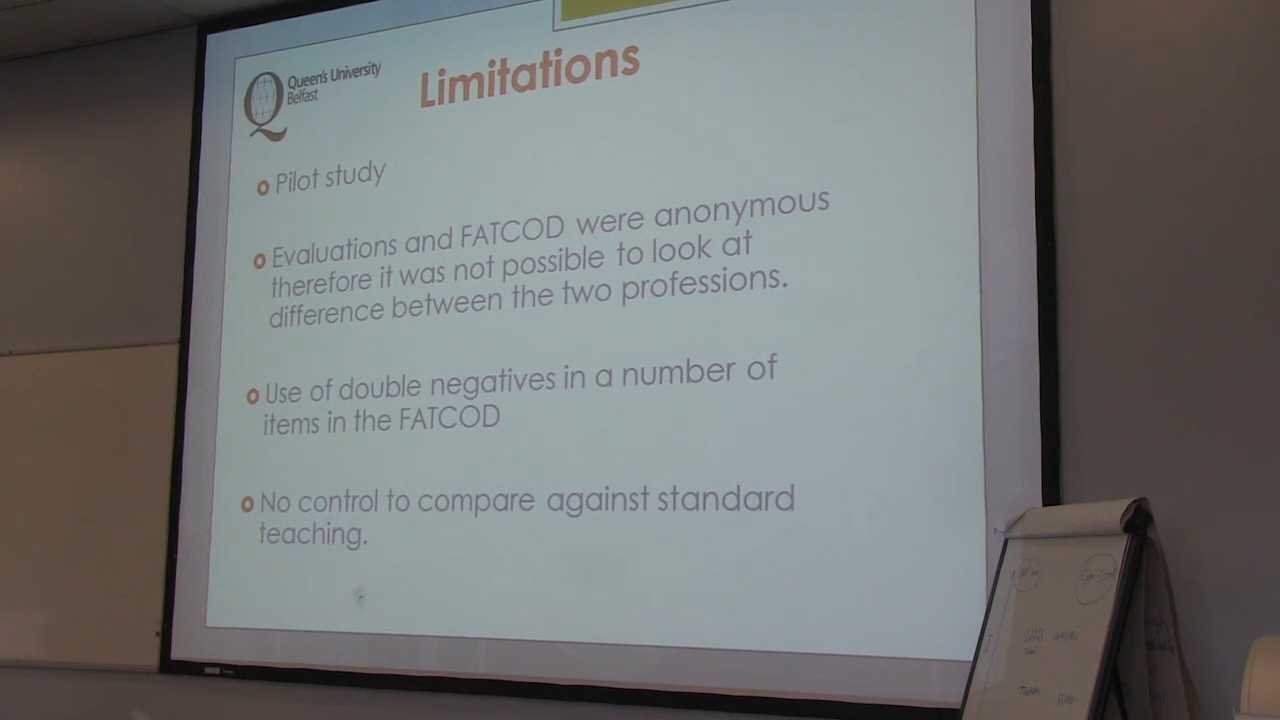 Queen's University
Belfast
Limitations
Pilot study
Evaluations and FATCOD were anonymous
therefore it was not possible to look at
difference between the two professions.
Use of double negatives in a number of
items in the FATCOD
No control to compare against standard
teaching.